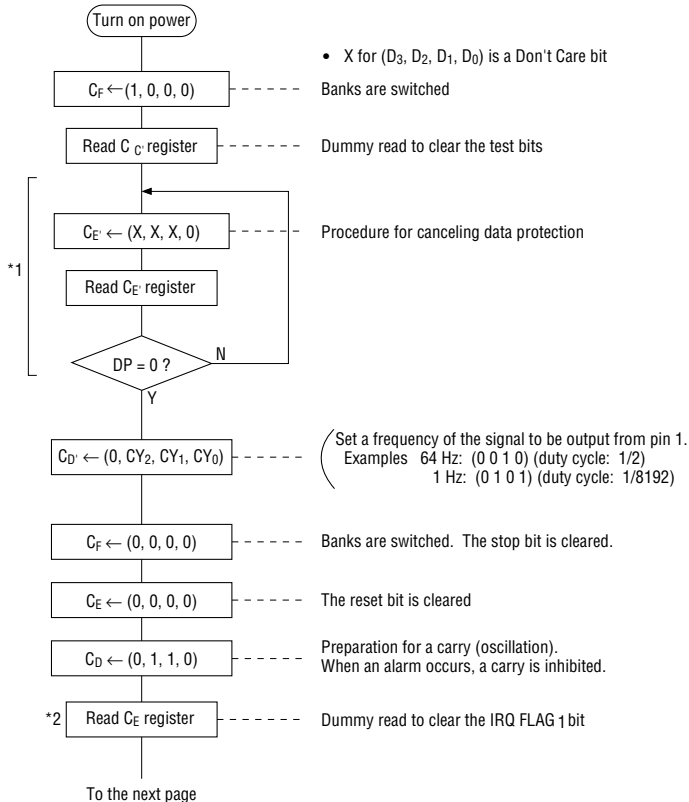 Turn on power
• X for (D3, D2, D1, D0) is a Don't Care bit
CF ← (1, 0, 0, 0)
Banks are switched
Read C C' register
Dummy read to clear the test bits
*1
CE' ← (X, X, X, 0)
Procedure for canceling data protection
Read CE' register
DP = 0 ?
N
Y
CD' ← (0, CY2, CY1, CY0)
Set a frequency of the signal to be output from pin 1.
Examples 64 Hz: (0 0 1 0) (duty cycle: 1/2)
1 Hz: (0 1 0 1) (duty cycle: 1/8192)
CF ← (0, 0, 0, 0)
Banks are switched. The stop bit is cleared.
CE ← (0, 0, 0, 0)
The reset bit is cleared
CD ← (0, 1, 1, 0)
Preparation for a carry (oscillation).
When an alarm occurs, a carry is inhibited.
*2
Read CE register
Dummy read to clear the IRQ FLAG 1 bit
To the next page